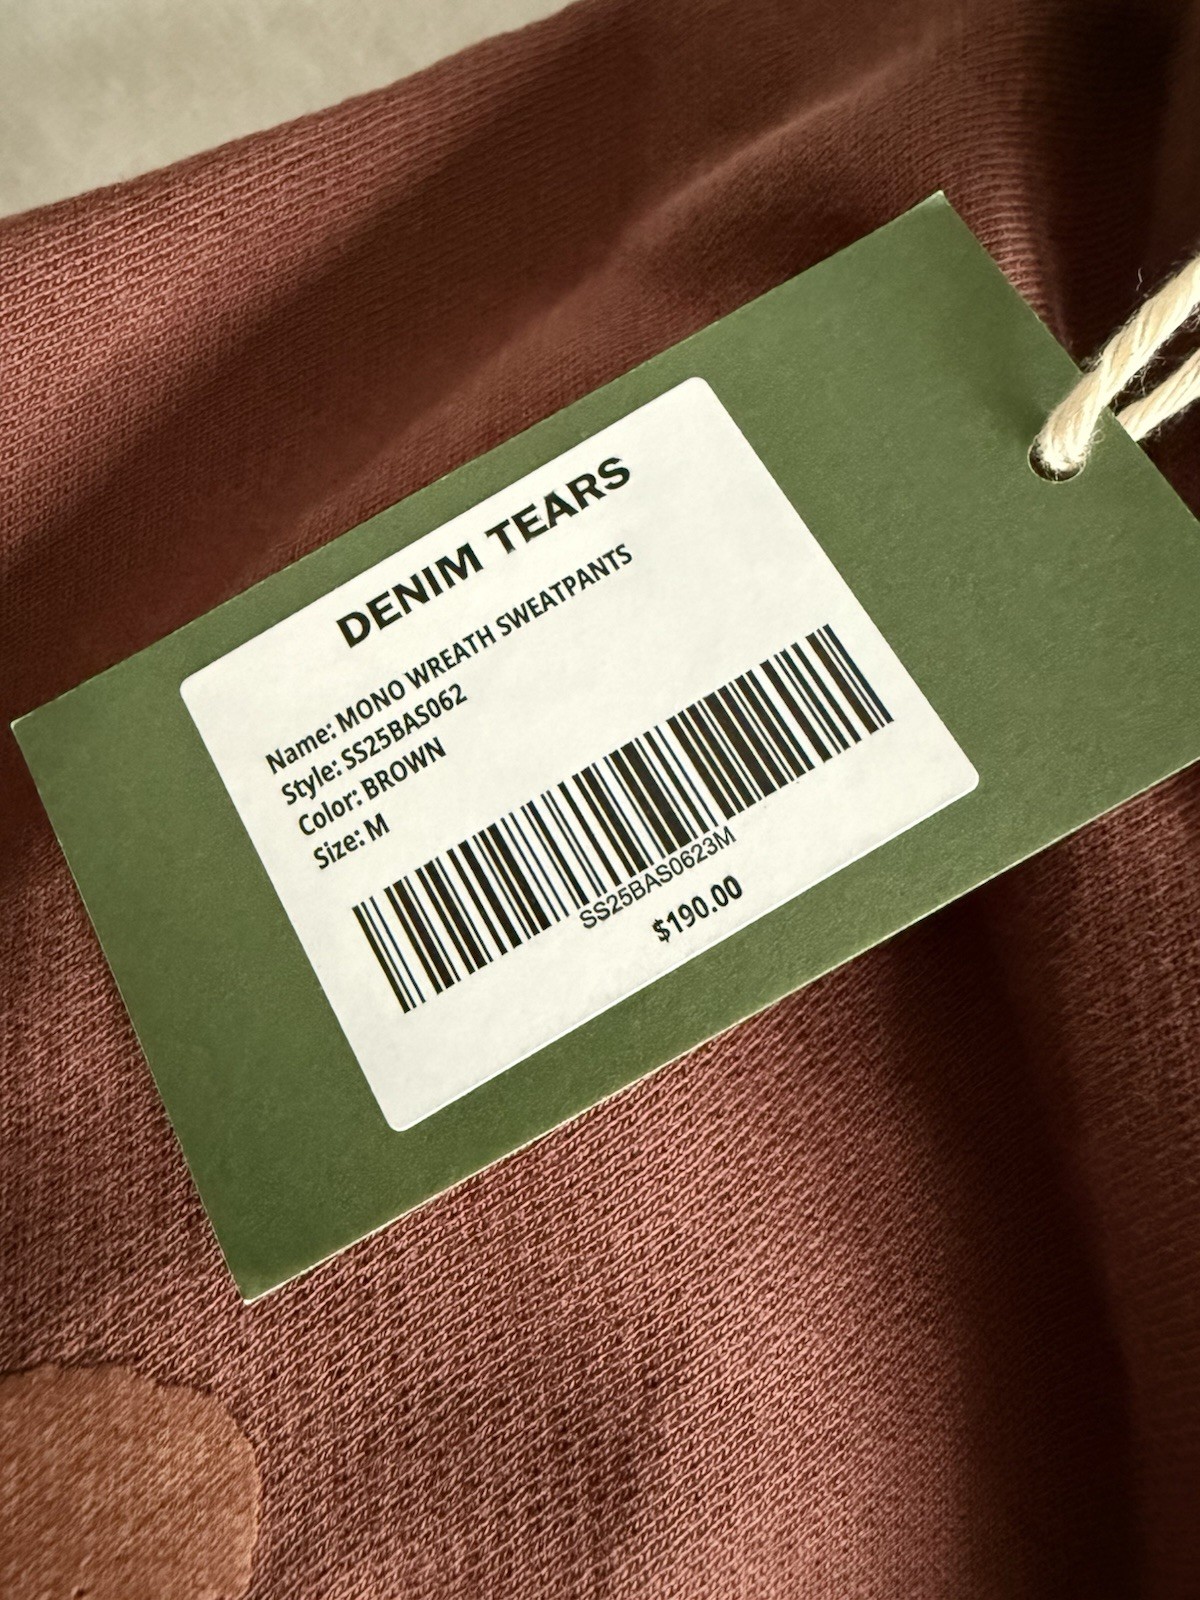 DENIM TEARS
Name: MONO WREATH SWEATPANTS
Style: SS25BAS062
Color: BROWN
Size: M
SS25BAS0623M
$190.00